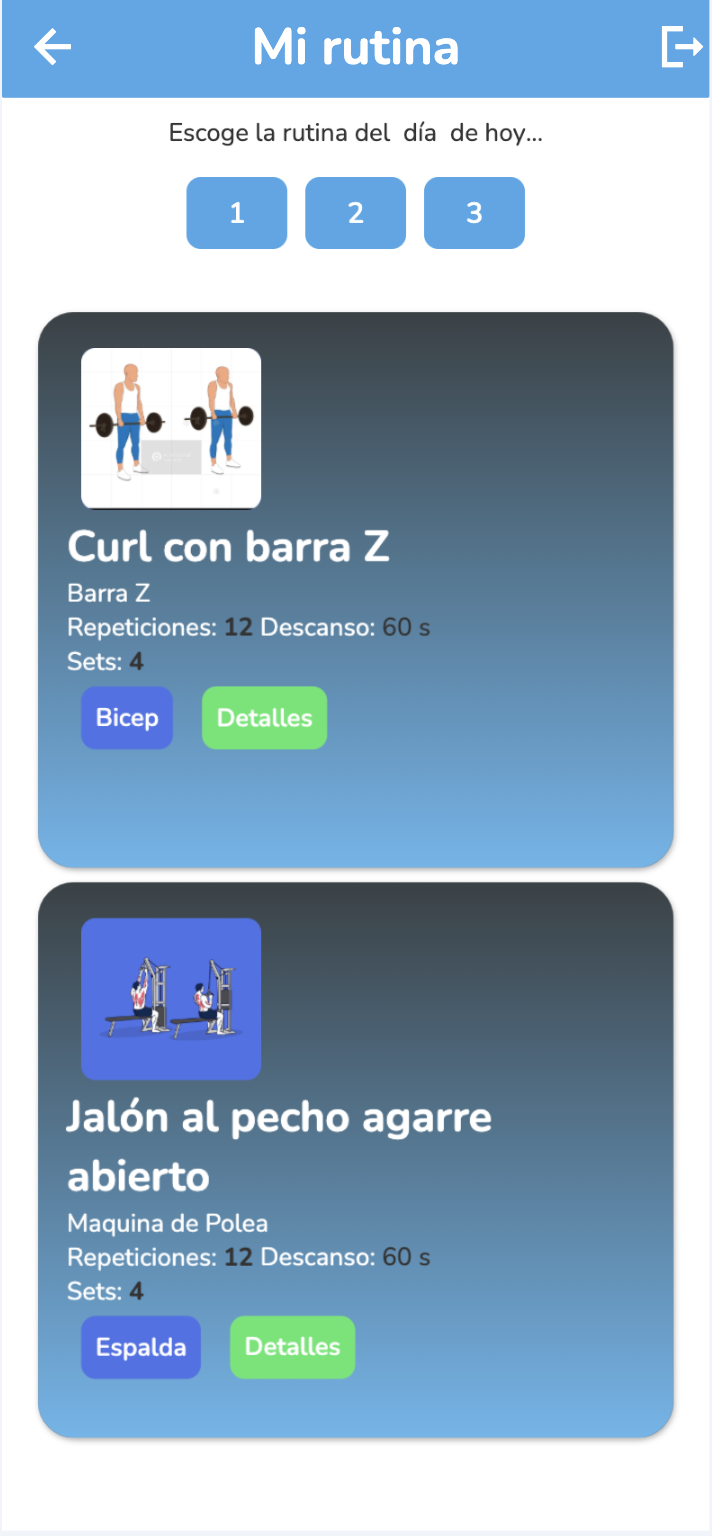 Mi rutina
Escoge la rutina del día de hoy...
1 2 3
Curl con barra Z
Barra Z
Repeticiones: 12 Descanso: 60 s
Sets: 4
Bicep Detalles
Jalón al pecho agarre
abierto
Maquina de Polea
Repeticiones: 12 Descanso: 60 s
Sets: 4
Espalda Detalles